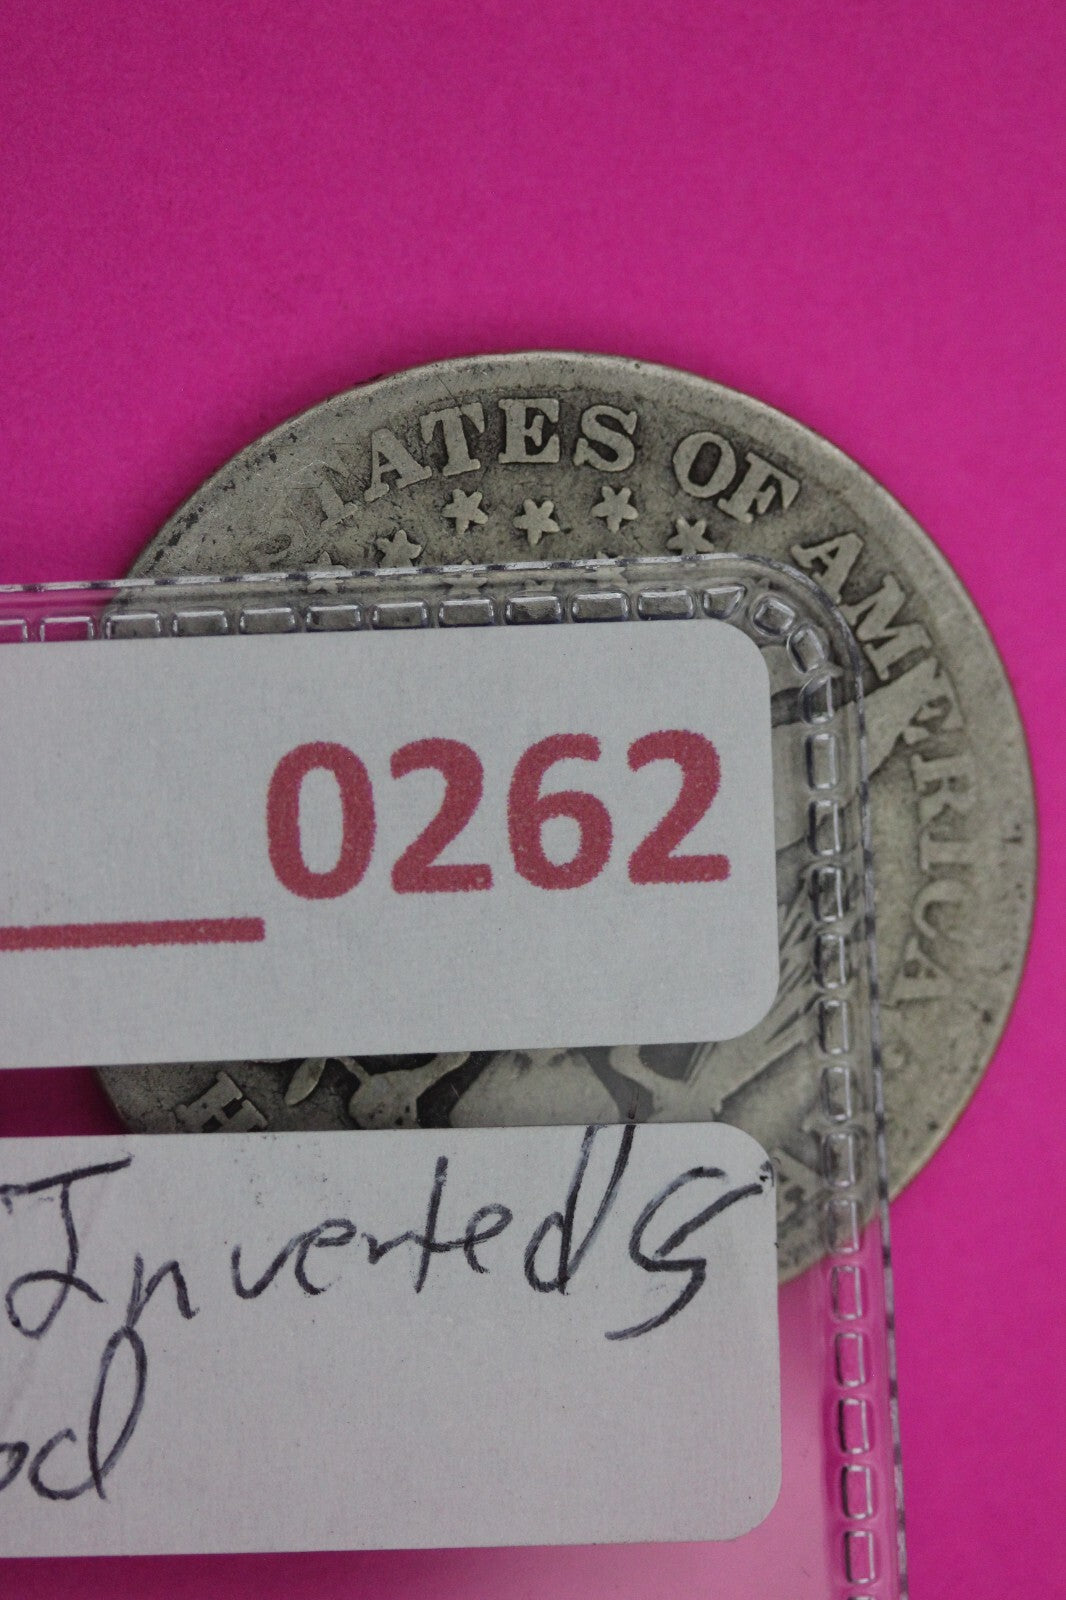 STATES OF AMERICA
0262
H
Inverted S
od